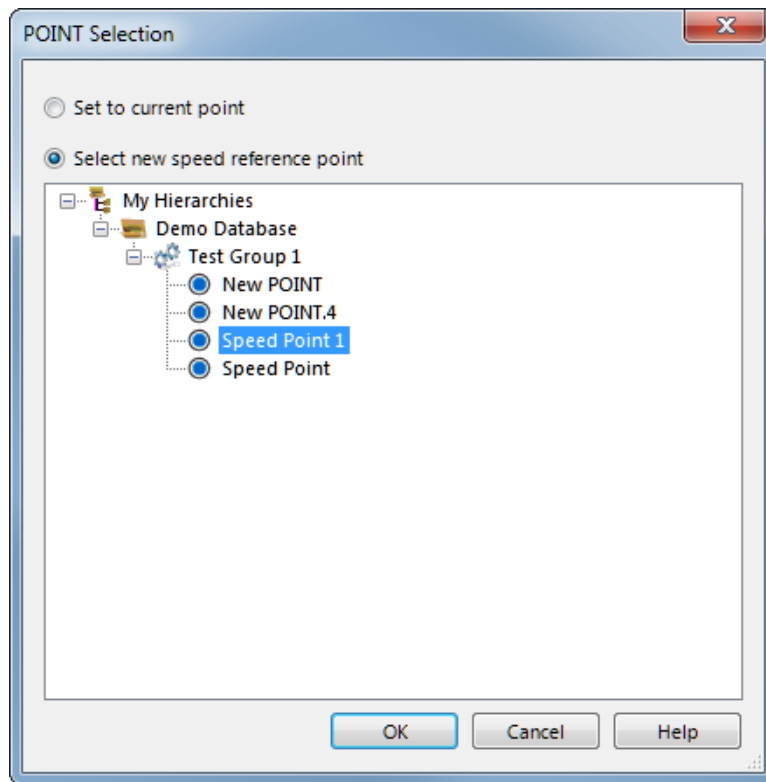 POINT Selection
Set to current point
Select new speed reference point
My Hierarchies
Demo Database
Test Group 1
New POINT
New POINT.4
Speed Point 1
Speed Point
OK
Cancel
Help